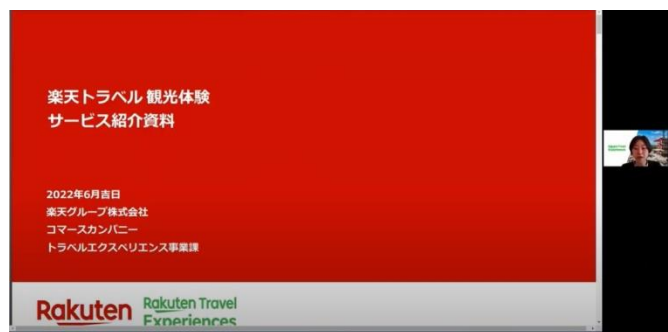 楽天トラベル 観光体験
サービス紹介資料
2022年6月吉日
楽天グループ株式会社
コマースカンパニー
トラベルエクスペリエンス事業課
Rakuten
Rakuten Travel
Experiences